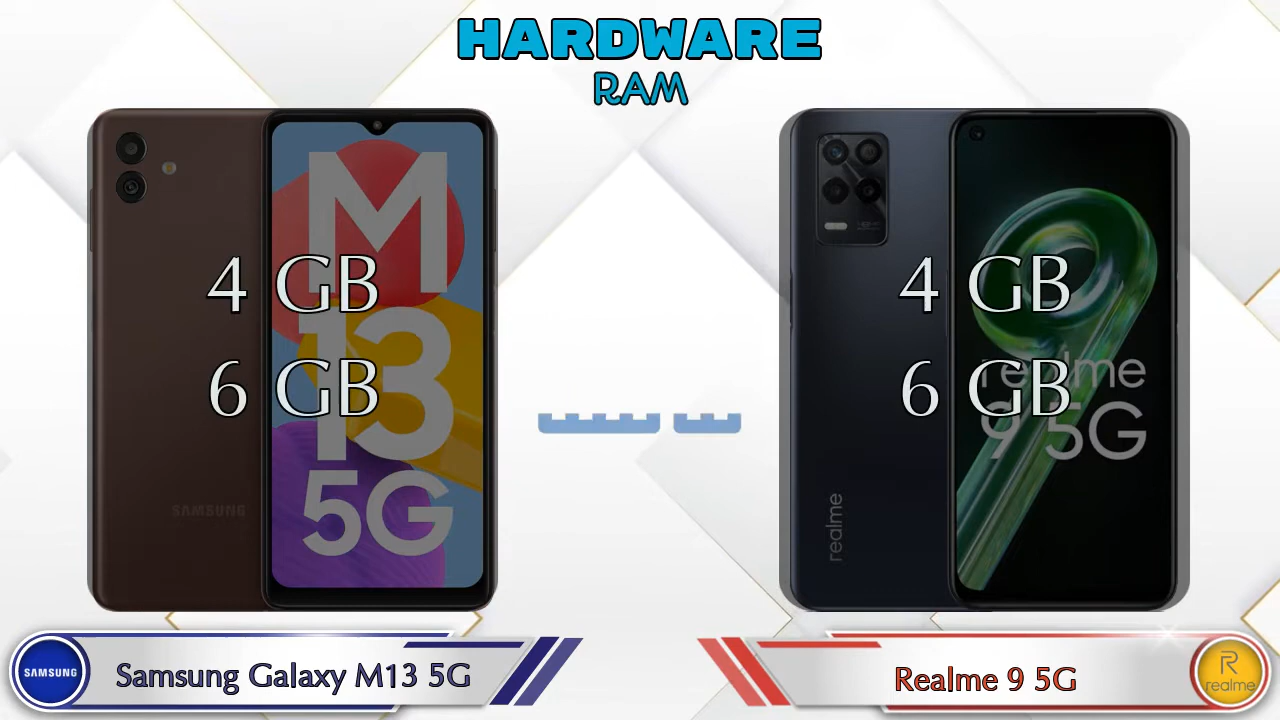 HARDWARE
RAM
M
13
5G
4 GB
6 GB
SAMSUNG
4 GB
6 GB
realme
9 5G
realme
SAMSUNG
Samsung Galaxy M13 5G
Realme 9 5G
R
realme